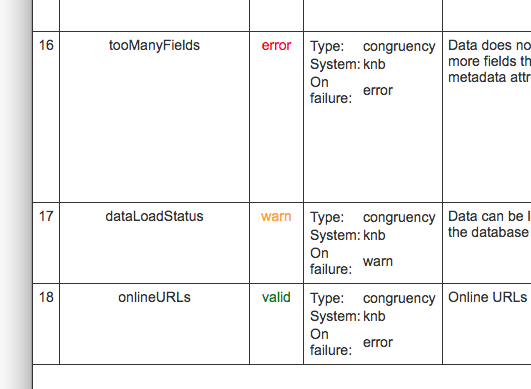 16 tooManyFields error Type: congruency Data does no
System: knb more fields th
On failure: error metadata attr
17 dataLoadStatus warn Type: congruency Data can be l
System: knb the database
On failure: warn
18 onlineURLs valid Type: congruency Online URLs
System: knb
On failure: error